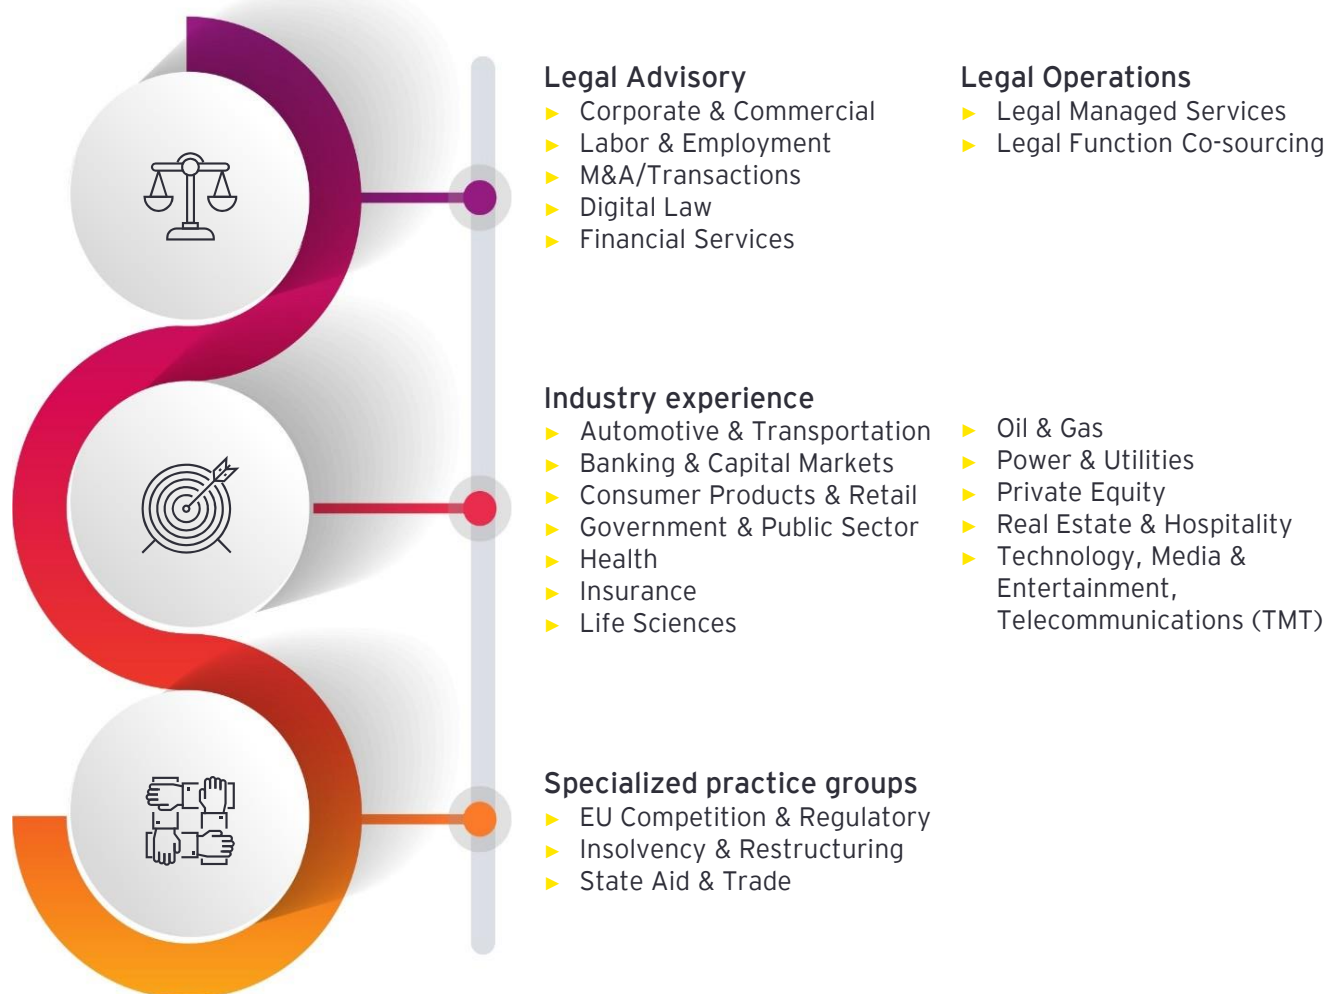 Legal Advisory
► Corporate & Commercial
► Labor & Employment
► M&A/Transactions
► Digital Law
► Financial Services
Legal Operations
► Legal Managed Services
► Legal Function Co-sourcing
Industry experience
► Automotive & Transportation
► Banking & Capital Markets
► Consumer Products & Retail
► Government & Public Sector
► Health
► Insurance
► Life Sciences
► Oil & Gas
► Power & Utilities
► Private Equity
► Real Estate & Hospitality
► Technology, Media &
Entertainment,
Telecommunications (TMT)
Specialized practice groups
► EU Competition & Regulatory
► Insolvency & Restructuring
► State Aid & Trade